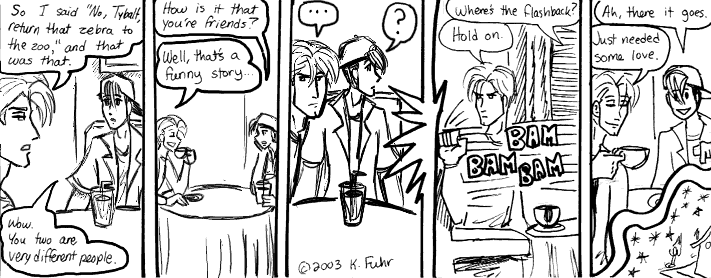 So I said "No, Tybalt,
return that zebra to
the zoo," and that
was that.
Wow.
You two are
very different people.
How is it that
you're friends?
Well, that's a
funny story...
...
?
©2003 K. Fuhr
Where's the flashback?
Hold on.
BAM
BAM
BAM
Ah, there it goes.
Just needed
some love.